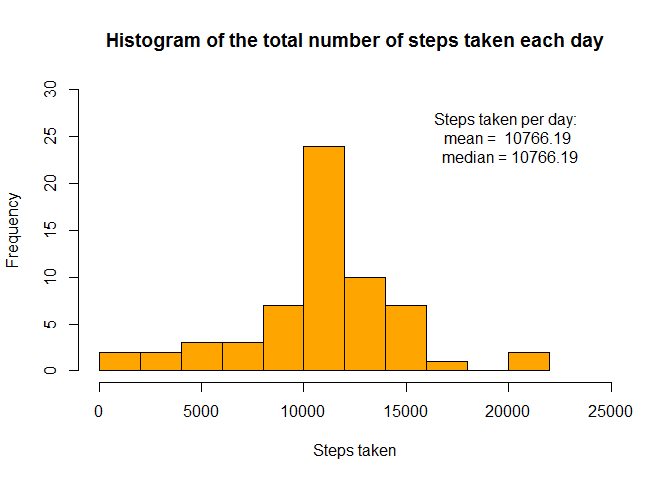 Histogram of the total number of steps taken each day
Steps taken per day:
mean =  10766.19
median = 10766.19
Frequency
30
25
20
15
10
5
0
0 5000 10000 15000 20000 25000
Steps taken